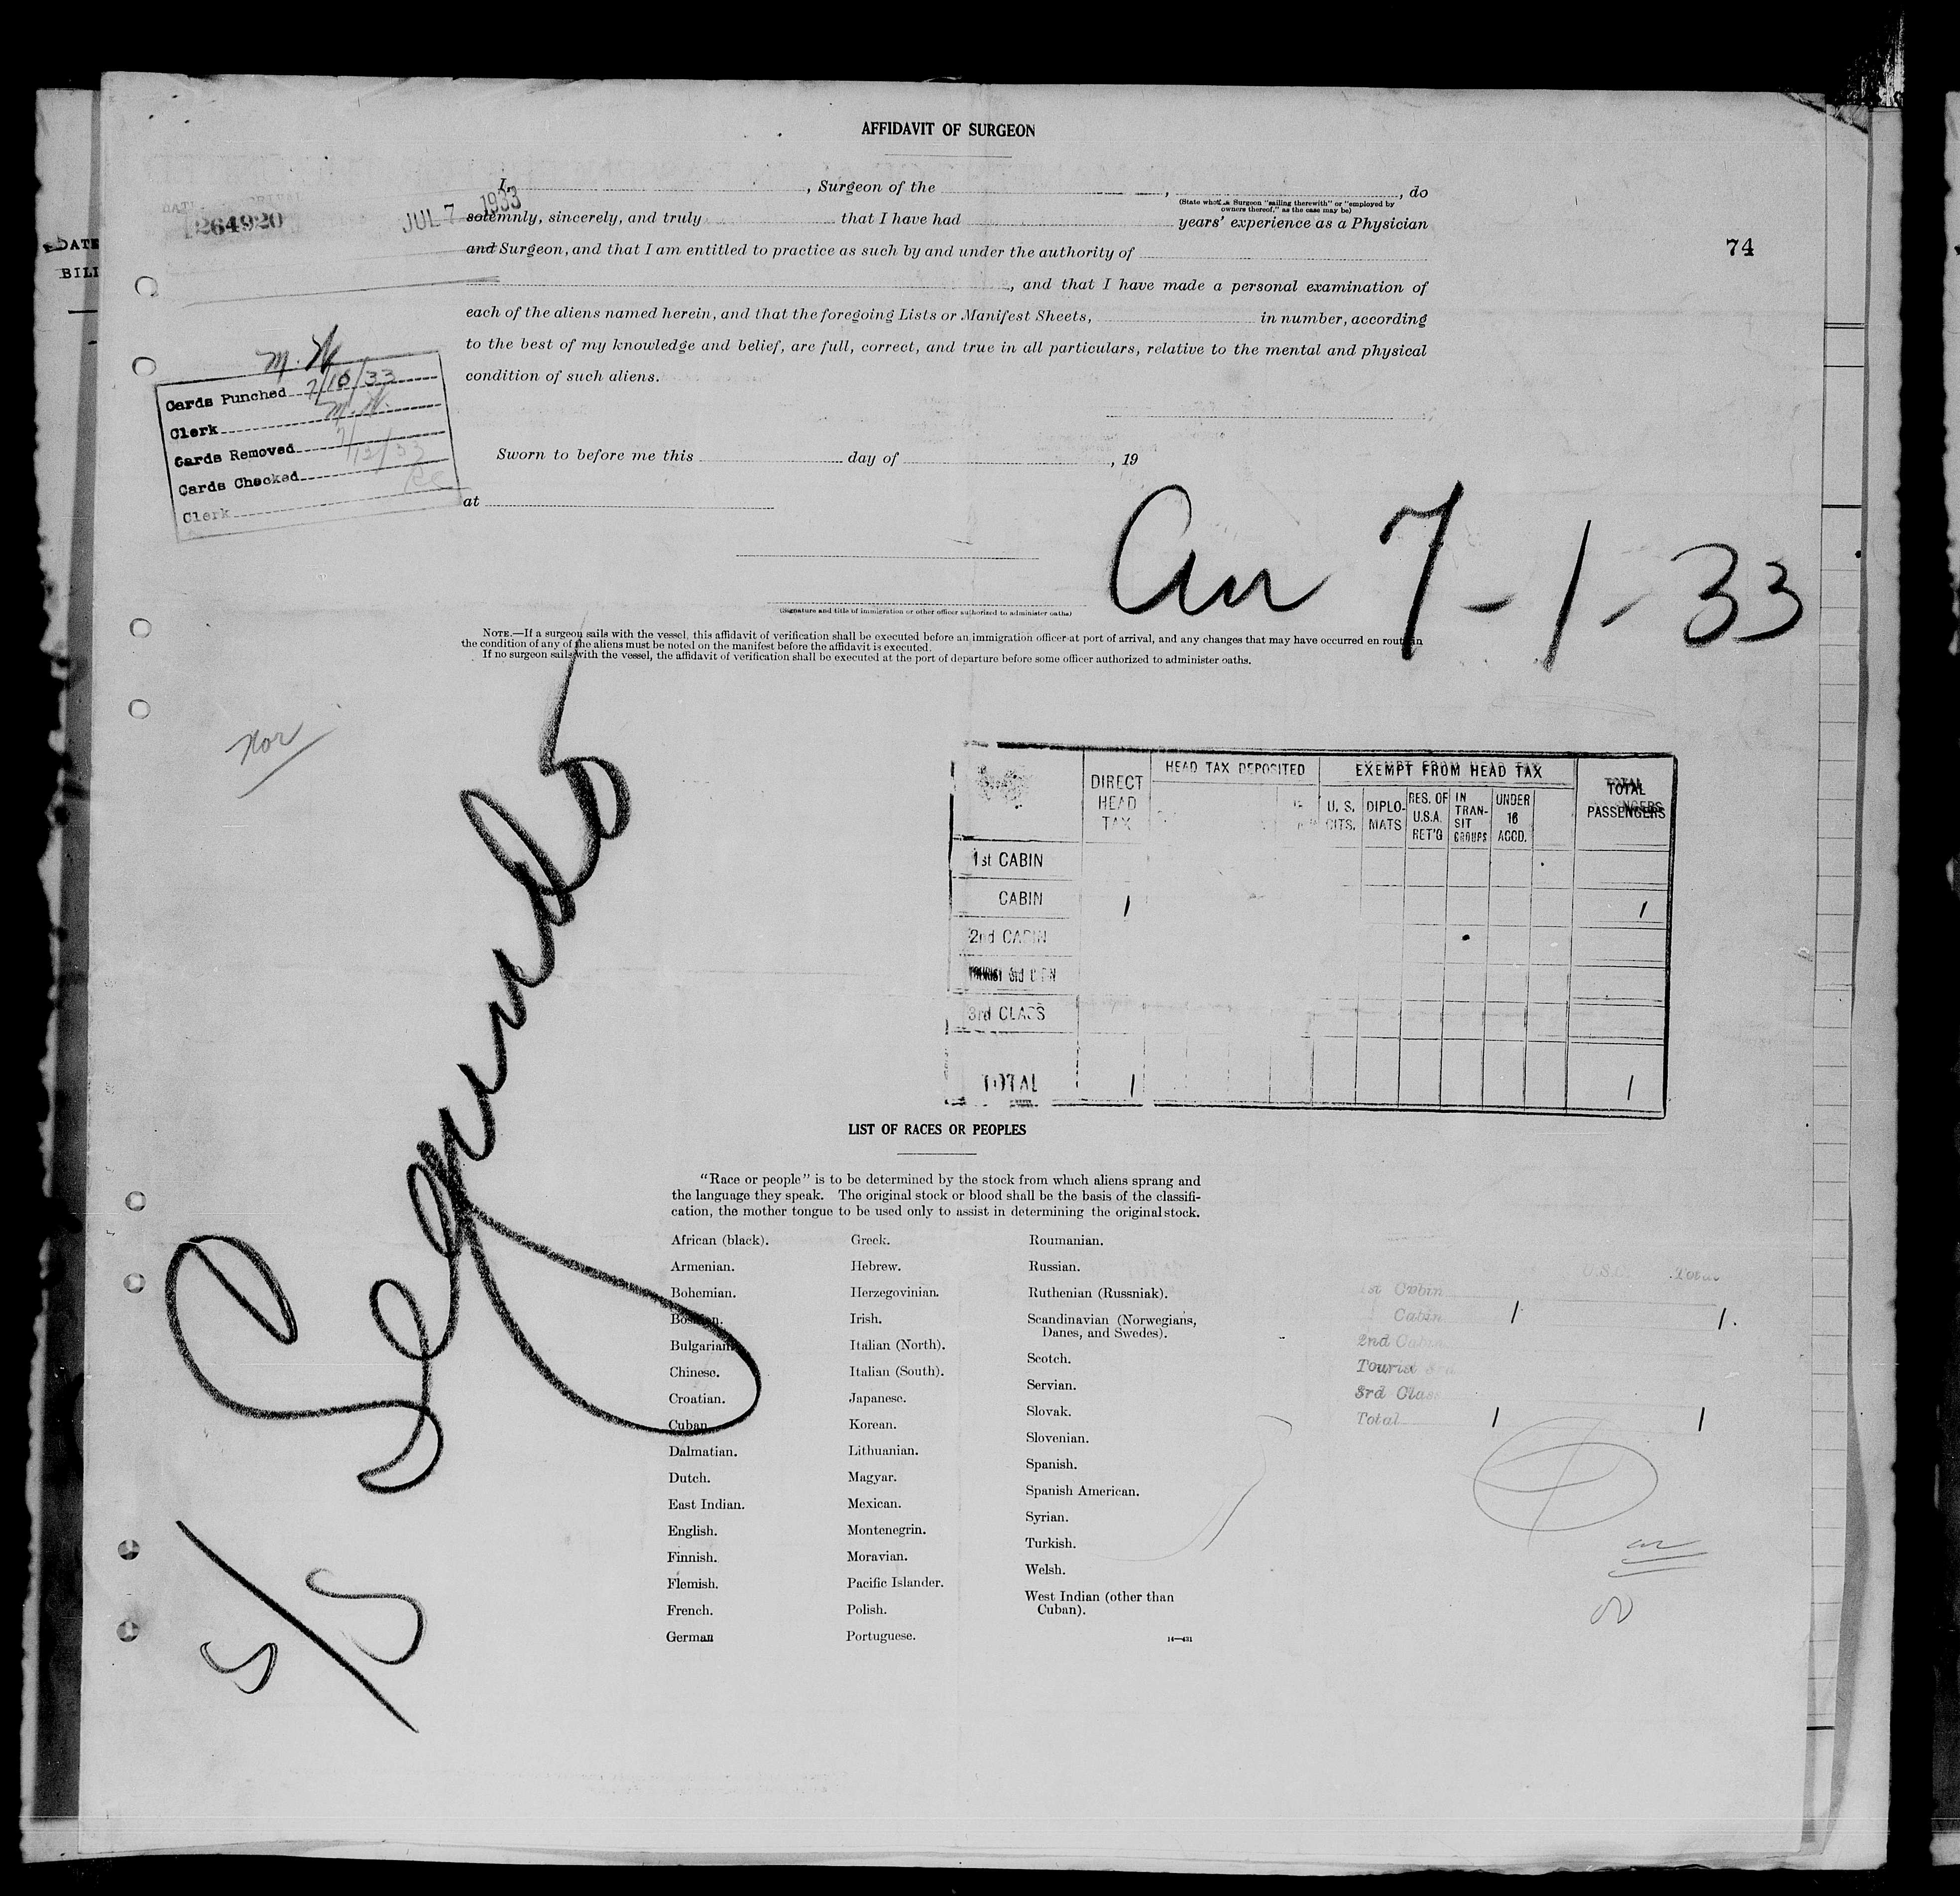 AFFIDAVIT OF SURGEON
I, , Surgeon of the , , do
(State whether Surgeon "sailing therewith" or "employed by
owners thereof," as the case may be)
264920
JUL 7 1933
solemnly, sincerely, and truly that I have had years' experience as a Physician
and Surgeon, and that I am entitled to practice as such by and under the authority of
74
DATE
BILL
, and that I have made a personal examination of
each of the aliens named herein, and that the foregoing Lists or Manifest Sheets, in number, according
to the best of my knowledge and belief, are full, correct, and true in all particulars, relative to the mental and physical
condition of such aliens.
M. W.
Cards Punched 7/10/33
Clerk M. W.
Cards Removed
Cards Checked
Clerk
Sworn to before me this day of , 19
at
Arr 7-1-33
(Signature and title of immigration or other officer authorized to administer oaths)
NOTE.—If a surgeon sails with the vessel, this affidavit of verification shall be executed before an immigration officer at port of arrival, and any changes that may have occurred en route in
the condition of any of the aliens must be noted on the manifest before the affidavit is executed.
If no surgeon sails with the vessel, the affidavit of verification shall be executed at the port of departure before some officer authorized to administer oaths.
Nor
S/S Segundo
DIRECT HEAD TAX
HEAD TAX DEPOSITED
EXEMPT FROM HEAD TAX
TOTAL PASSENGERS
U. S. CITS.
DIPLOMATS
RES. OF U.S.A. RET'G
IN TRANSIT GROUPS
UNDER 16 ACCD.
1st CABIN
CABIN 1 1
2nd CABIN
3rd CLASS
TOTAL 1 1
LIST OF RACES OR PEOPLES
"Race or people" is to be determined by the stock from which aliens sprang and
the language they speak. The original stock or blood shall be the basis of the classifi-
cation, the mother tongue to be used only to assist in determining the original stock.
African (black).
Armenian.
Bohemian.
Bosnian.
Bulgarian.
Chinese.
Croatian.
Cuban.
Dalmatian.
Dutch.
East Indian.
English.
Finnish.
Flemish.
French.
German
Greek.
Hebrew.
Herzegovinian.
Irish.
Italian (North).
Italian (South).
Japanese.
Korean.
Lithuanian.
Magyar.
Mexican.
Montenegrin.
Moravian.
Pacific Islander.
Polish.
Portuguese.
Roumanian.
Russian.
Ruthenian (Russniak).
Scandinavian (Norwegians,
Danes, and Swedes).
Scotch.
Servian.
Slovak.
Slovenian.
Spanish.
Spanish American.
Syrian.
Turkish.
Welsh.
West Indian (other than
Cuban).
14—431
U.S.C. Total
1st Cabin
Cabin 1 1.
2nd Cabin
Tourist 3rd
3rd Class
Total 1 1